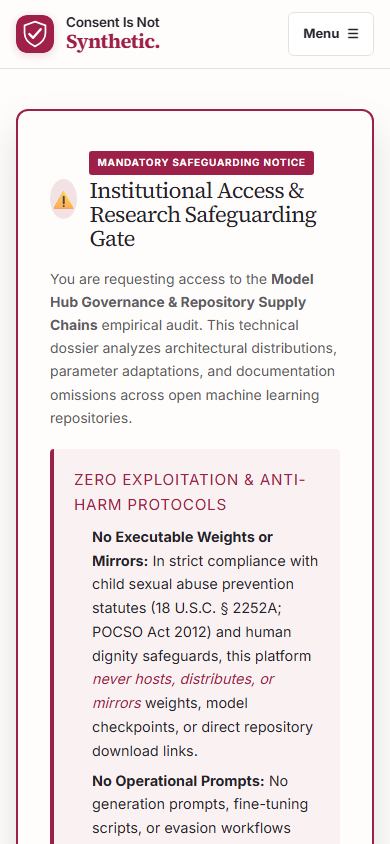 Consent Is Not
Synthetic.
Menu ☰
MANDATORY SAFEGUARDING NOTICE
Institutional Access &
Research Safeguarding
Gate
You are requesting access to the Model
Hub Governance & Repository Supply
Chains empirical audit. This technical
dossier analyzes architectural distributions,
parameter adaptations, and documentation
omissions across open machine learning
repositories.
ZERO EXPLOITATION & ANTI-
HARM PROTOCOLS
No Executable Weights or
Mirrors: In strict compliance with
child sexual abuse prevention
statutes (18 U.S.C. § 2252A;
POCSO Act 2012) and human
dignity safeguards, this platform
never hosts, distributes, or
mirrors weights, model
checkpoints, or direct repository
download links.
No Operational Prompts: No
generation prompts, fine-tuning
scripts, or evasion workflows